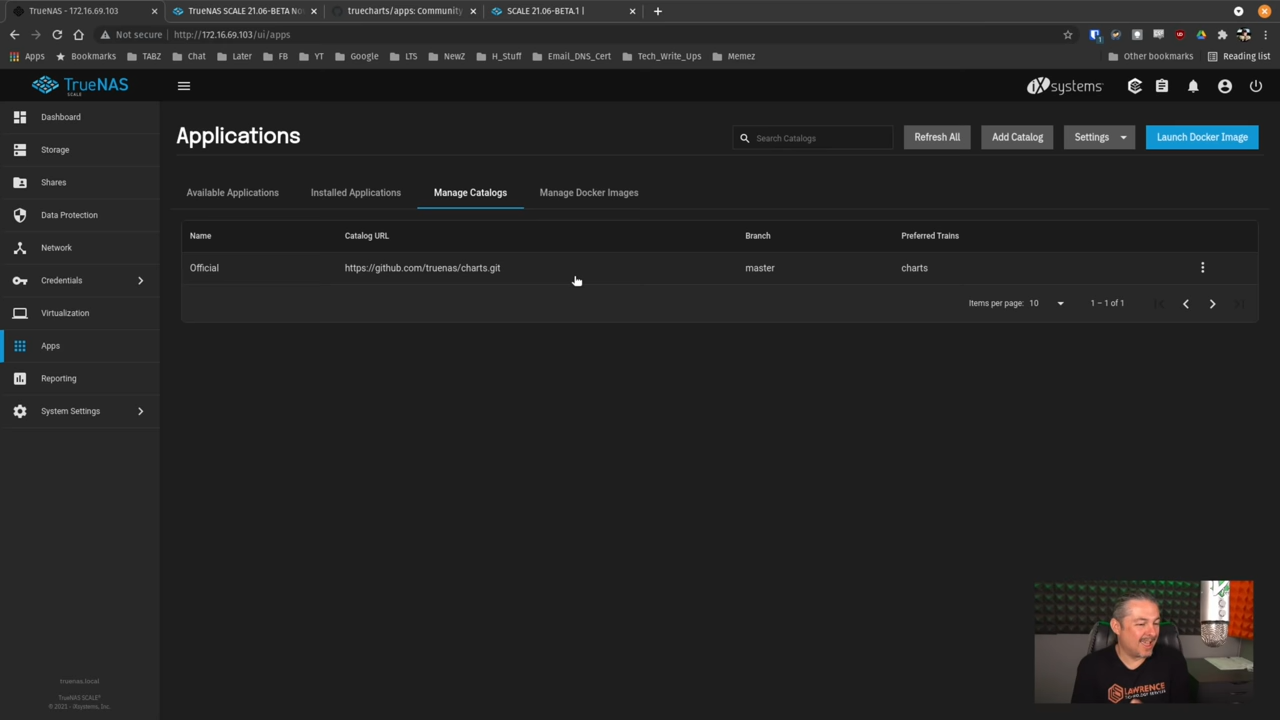 TrueNAS - 172.16.69.103
TrueNAS SCALE 21.06-BETA No
truecharts/apps: Community
SCALE 21.06-BETA.1 |
Not secure | http://172.16.69.103/ui/apps
Apps
Bookmarks
TABZ
Chat
Later
FB
YT
Google
LTS
NewZ
H_Stuff
Email_DNS_Cert
Tech_Write_Ups
Memez
Other bookmarks
Reading list
TrueNAS
SCALE
iXsystems
Dashboard
Storage
Shares
Data Protection
Network
Credentials
Virtualization
Apps
Reporting
System Settings
truenas.local
TrueNAS SCALE®
© 2021 - iXsystems, Inc.
Applications
Search Catalogs
Refresh All
Add Catalog
Settings
Launch Docker Image
Available Applications
Installed Applications
Manage Catalogs
Manage Docker Images
Name Catalog URL Branch Preferred Trains
Official https://github.com/truenas/charts.git master charts
Items per page: 10 1 – 1 of 1
LAWRENCE